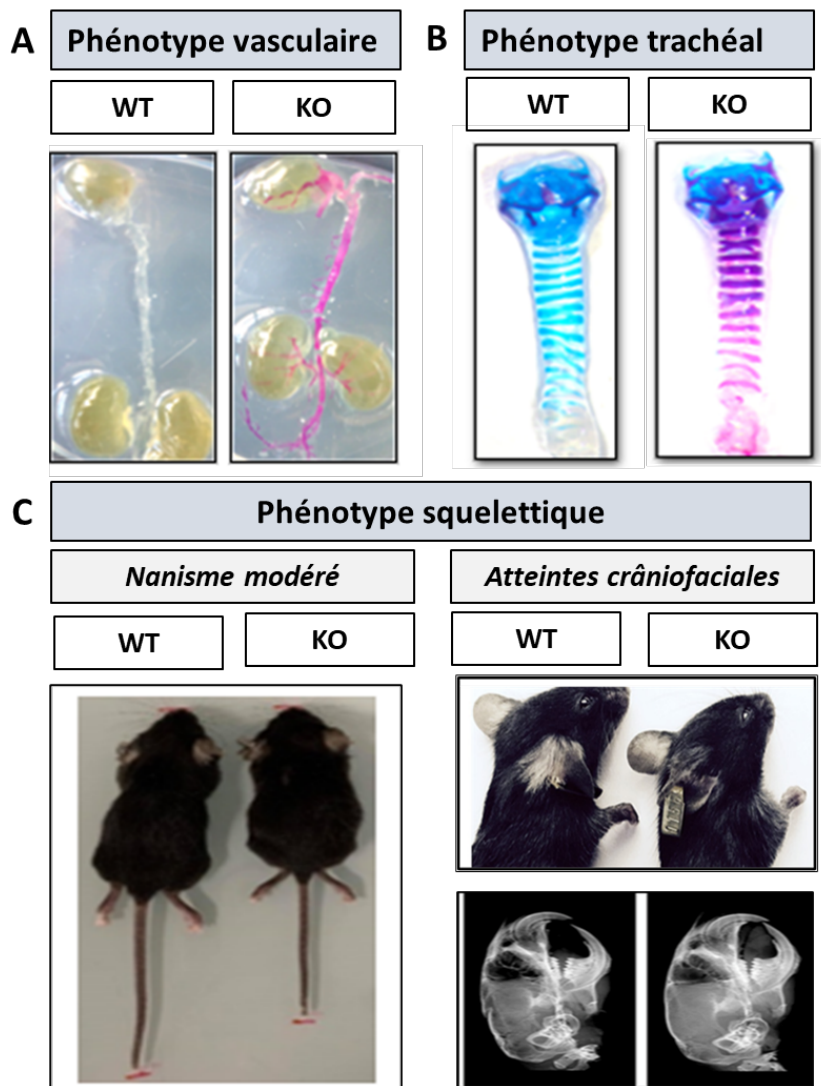 A
Phénotype vasculaire
WT
KO
B
Phénotype trachéal
WT
KO
C
Phénotype squelettique
Nanisme modéré
WT
KO
Atteintes crâniofaciales
WT
KO